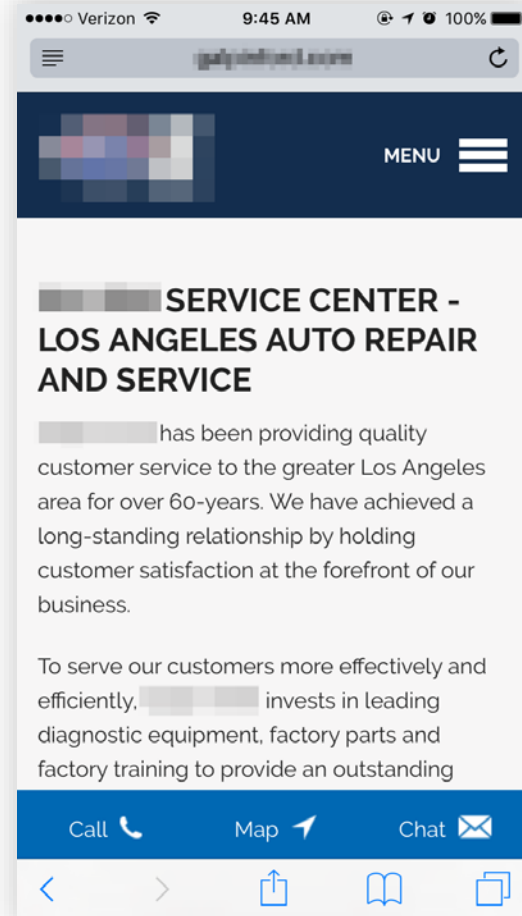 Verizon 9:45 AM 100%
MENU
SERVICE CENTER -
LOS ANGELES AUTO REPAIR
AND SERVICE
has been providing quality
customer service to the greater Los Angeles
area for over 60-years. We have achieved a
long-standing relationship by holding
customer satisfaction at the forefront of our
business.
To serve our customers more effectively and
efficiently, invests in leading
diagnostic equipment, factory parts and
factory training to provide an outstanding
Call Map Chat